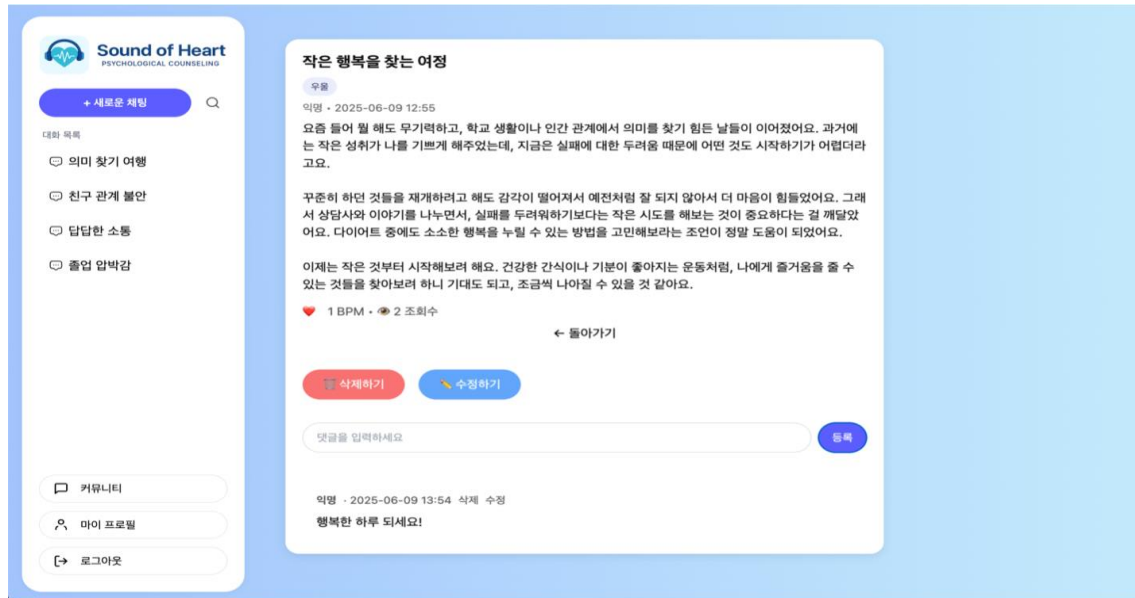 Sound of Heart
PSYCHOLOGICAL COUNSELING
+ 새로운 채팅
대화 목록
의미 찾기 여행
친구 관계 불안
답답한 소통
졸업 압박감
커뮤니티
마이 프로필
로그아웃
작은 행복을 찾는 여정
우울
익명 • 2025-06-09 12:55
요즘 들어 뭘 해도 무기력하고, 학교 생활이나 인간 관계에서 의미를 찾기 힘든 날들이 이어졌어요. 과거에
는 작은 성취가 나를 기쁘게 해주었는데, 지금은 실패에 대한 두려움 때문에 어떤 것도 시작하기가 어렵더라
고요.
꾸준히 하던 것들을 재개하려고 해도 감각이 떨어져서 예전처럼 잘 되지 않아서 더 마음이 힘들었어요. 그래
서 상담사와 이야기를 나누면서, 실패를 두려워하기보다는 작은 시도를 해보는 것이 중요하다는 걸 깨달았
어요. 다이어트 중에도 소소한 행복을 누릴 수 있는 방법을 고민해보라는 조언이 정말 도움이 되었어요.
이제는 작은 것부터 시작해보려 해요. 건강한 간식이나 기분이 좋아지는 운동처럼, 나에게 즐거움을 줄 수
있는 것들을 찾아보려 하니 기대도 되고, 조금씩 나아질 수 있을 것 같아요.
❤️ 1 BPM • 👁️ 2 조회수
← 돌아가기
🗑️ 삭제하기
✏️ 수정하기
댓글을 입력하세요
등록
익명 · 2025-06-09 13:54 삭제 수정
행복한 하루 되세요!